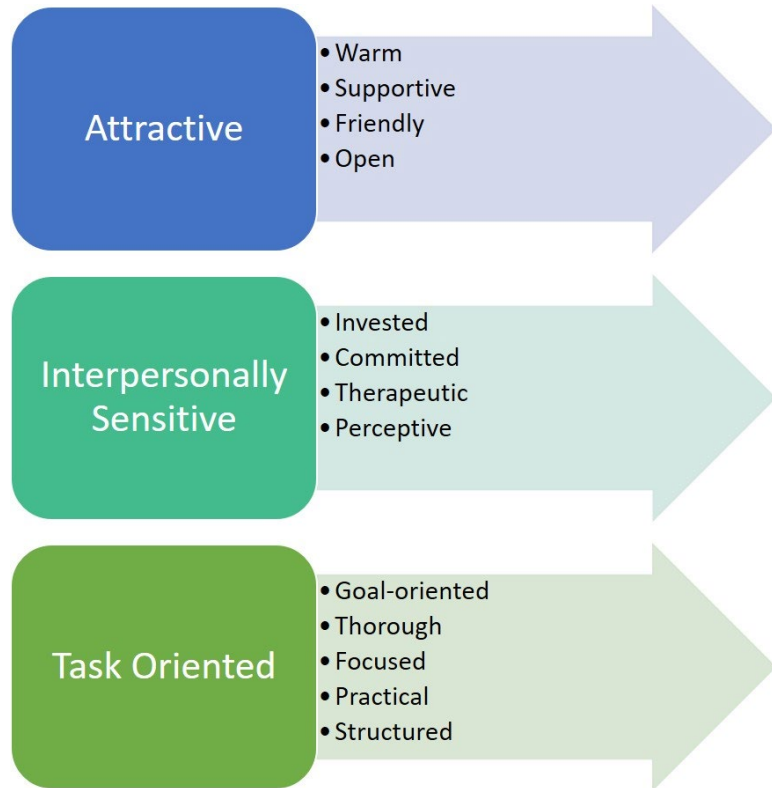 Attractive
• Warm
• Supportive
• Friendly
• Open
Interpersonally
Sensitive
• Invested
• Committed
• Therapeutic
• Perceptive
Task Oriented
• Goal-oriented
• Thorough
• Focused
• Practical
• Structured